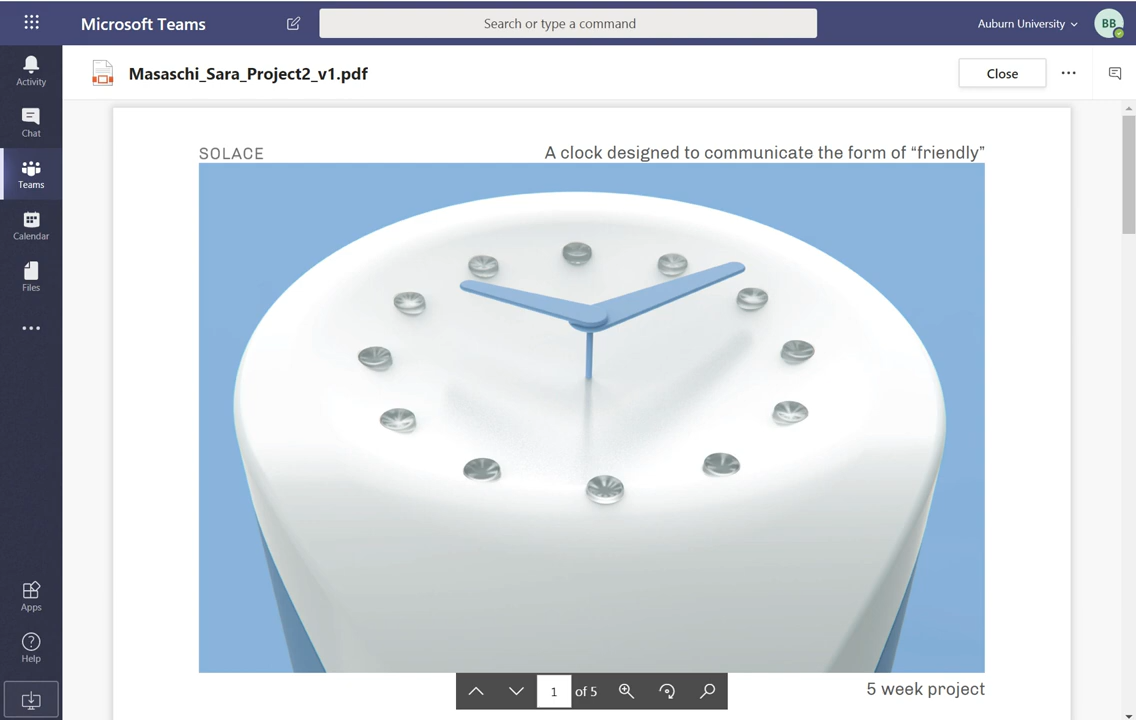 Microsoft Teams
Search or type a command
Auburn University
BB
Activity
Chat
Teams
Calendar
Files
Apps
Help
Masaschi_Sara_Project2_v1.pdf
Close
SOLACE
A clock designed to communicate the form of “friendly”
1 of 5
5 week project